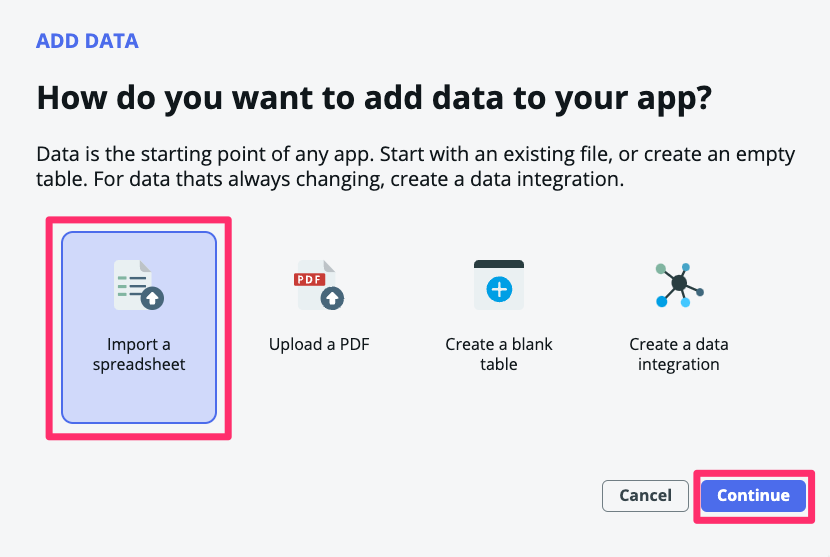 ADD DATA
How do you want to add data to your app?
Data is the starting point of any app. Start with an existing file, or create an empty
table. For data thats always changing, create a data integration.
PDF
Import a
spreadsheet
Upload a PDF
Create a blank
table
Create a data
integration
Cancel
Continue